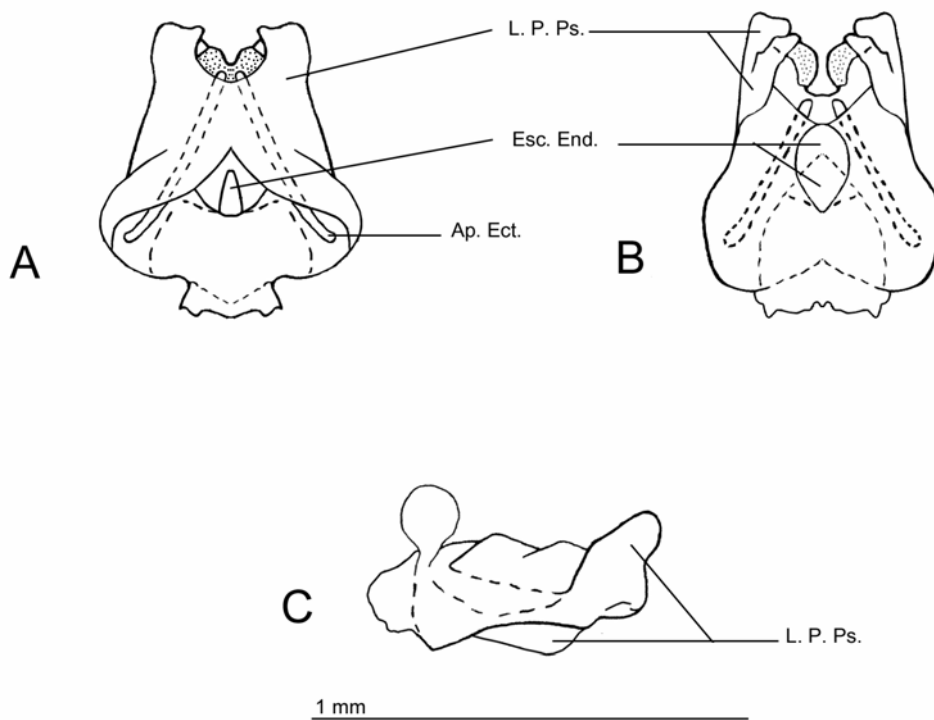 L. P. Ps.
Esc. End.
Ap. Ect.
A
B
C
L. P. Ps.
1 mm